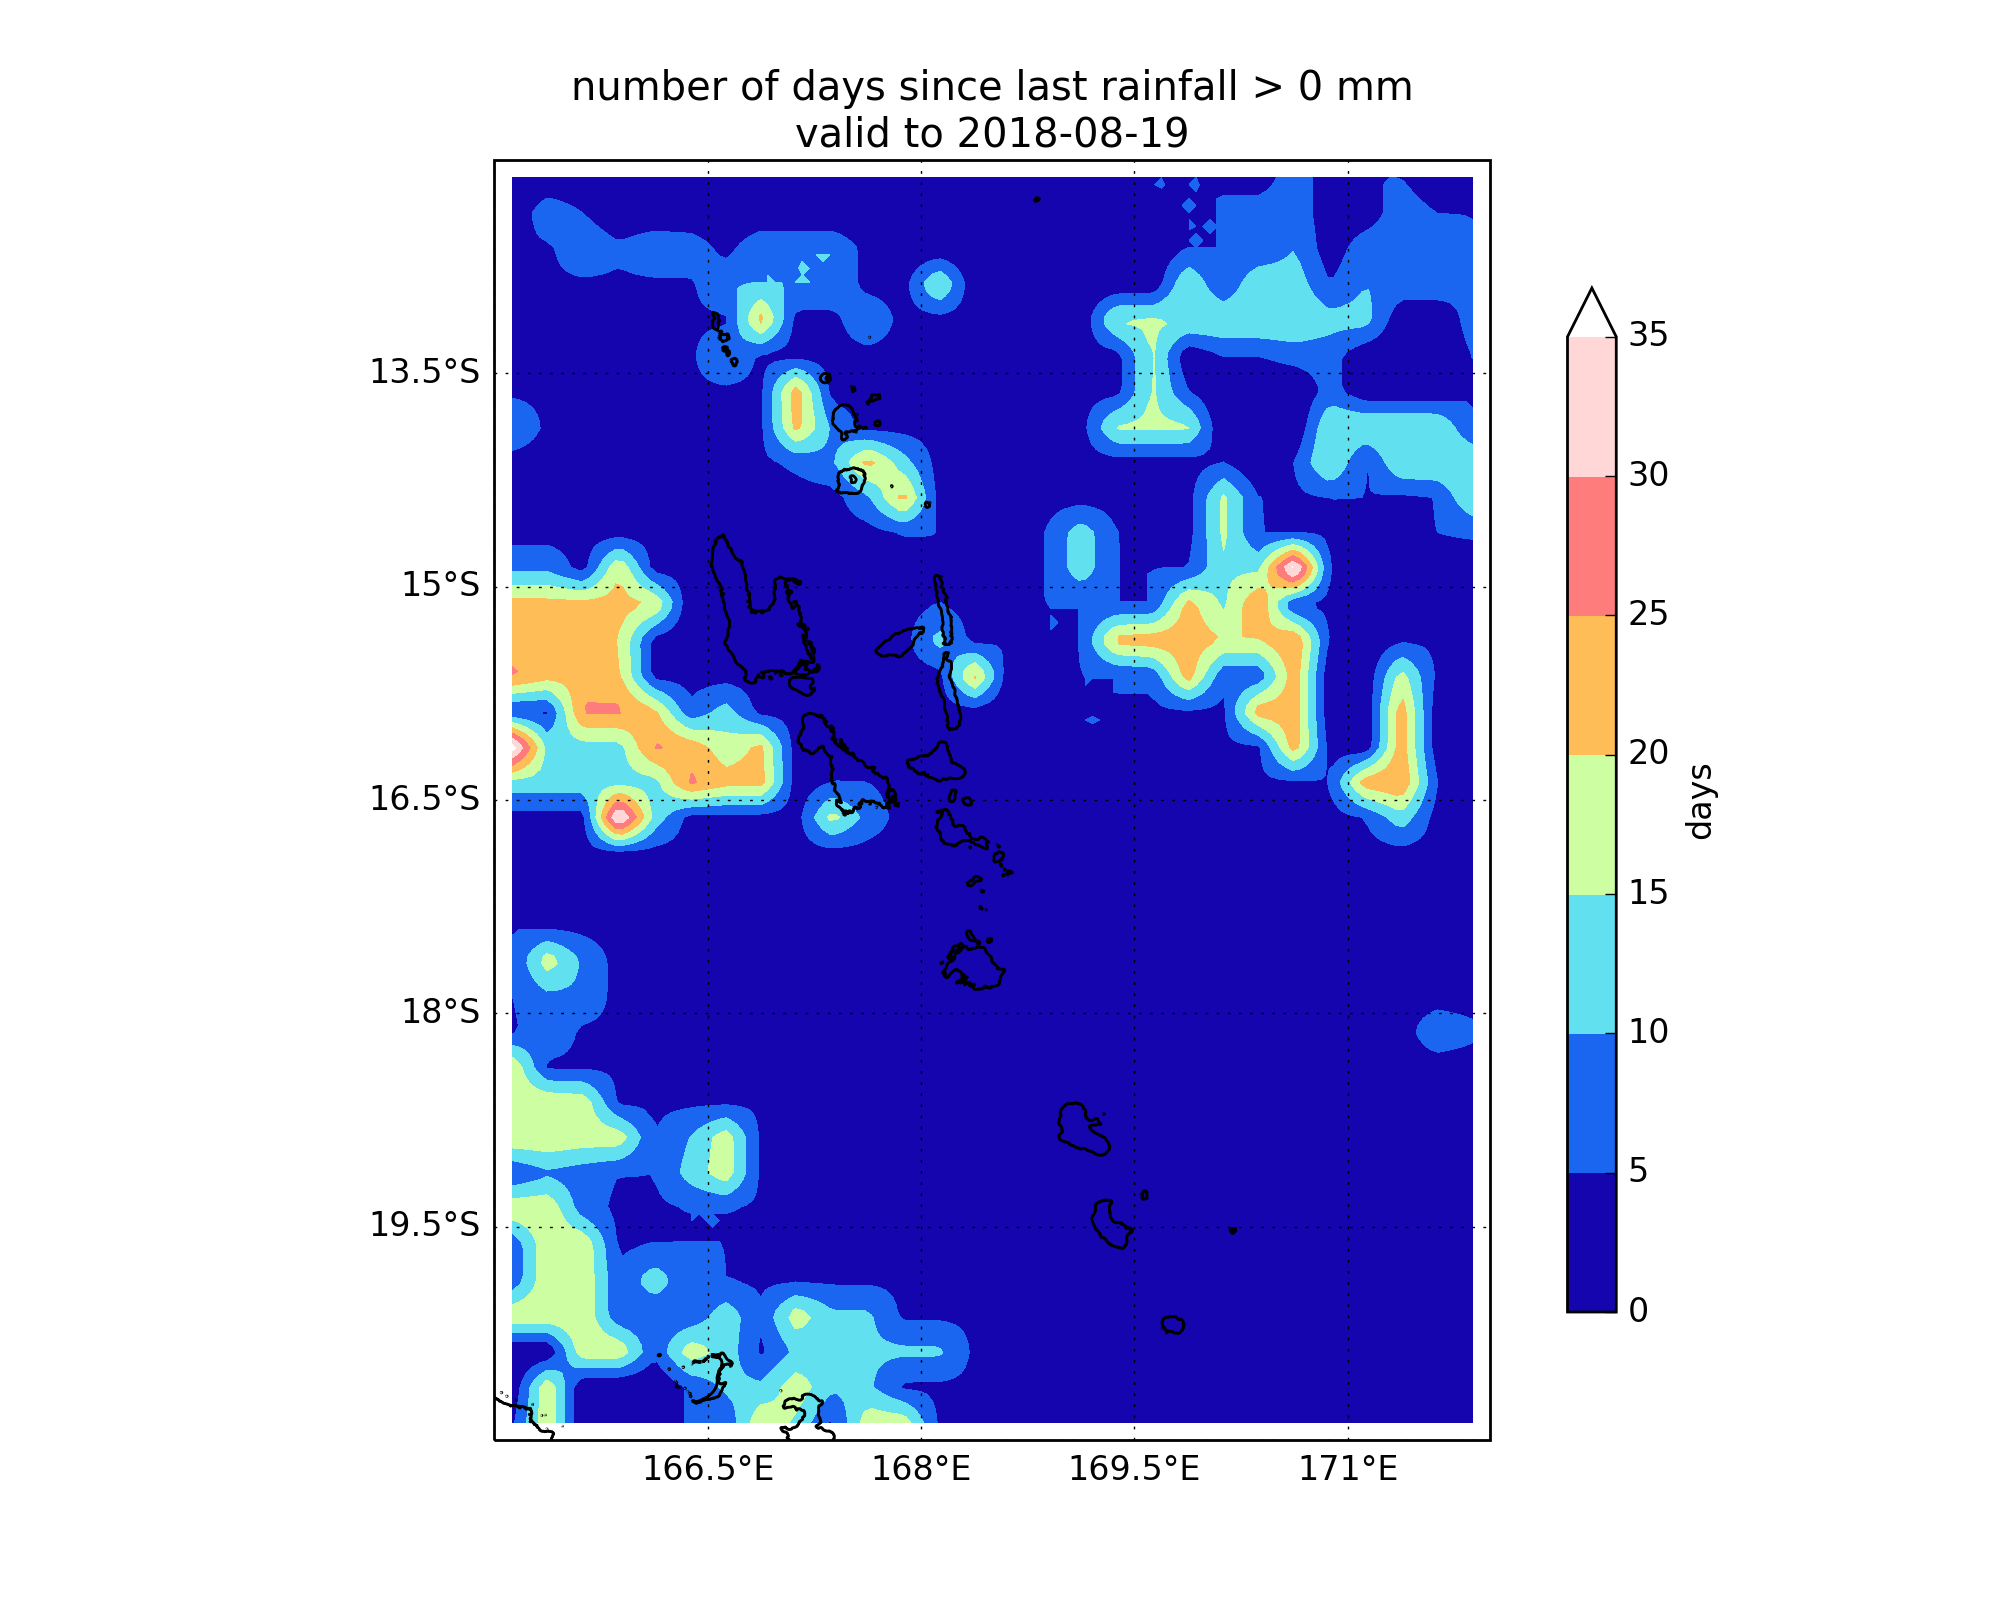 number of days since last rainfall > 0 mm
valid to 2018-08-19
13.5°S
15°S
16.5°S
18°S
19.5°S
166.5°E
168°E
169.5°E
171°E
35
30
25
20
15
10
5
0
days